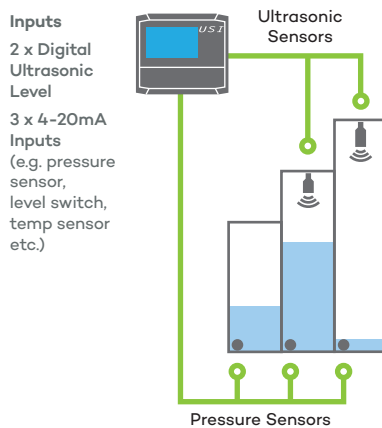 Inputs
2 x Digital
Ultrasonic
Level
3 x 4-20mA
Inputs
(e.g. pressure
sensor,
level switch,
temp sensor
etc.)
USI
Ultrasonic
Sensors
Pressure Sensors